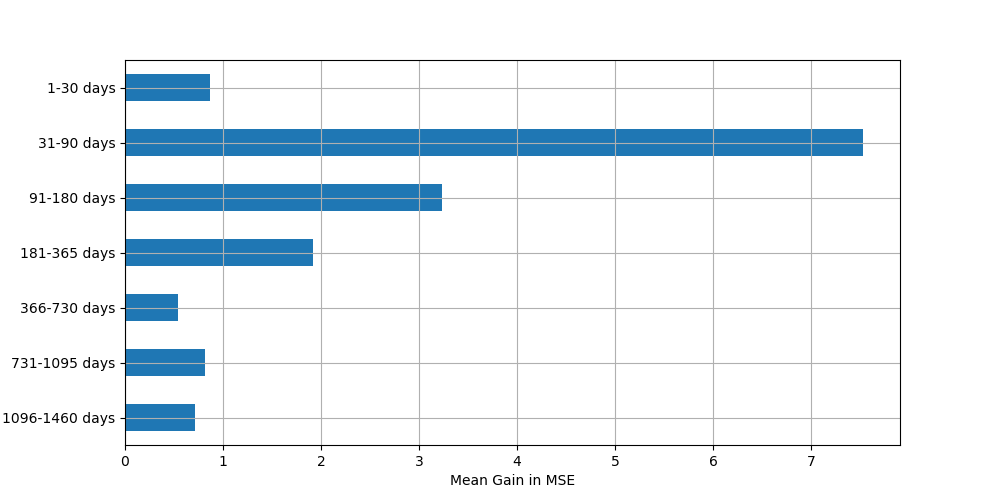 1-30 days
31-90 days
91-180 days
181-365 days
366-730 days
731-1095 days
1096-1460 days
0 1 2 3 4 5 6 7
Mean Gain in MSE